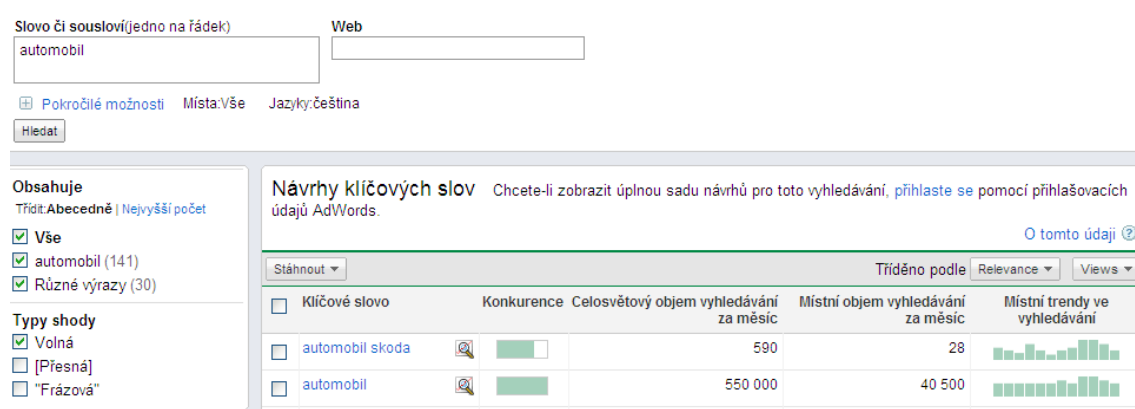 Slovo či sousloví(jedno na řádek)
Web
automobil
Pokročilé možnosti Místa:Vše Jazyky:čeština
Hledat
Obsahuje
Třídit:Abecedně | Nejvyšší počet
Vše
automobil (141)
Různé výrazy (30)
Typy shody
Volná
[Přesná]
"Frázová"
Návrhy klíčových slov Chcete-li zobrazit úplnou sadu návrhů pro toto vyhledávání, přihlaste se pomocí přihlašovacích
údajů AdWords.
O tomto údaji ?
Stáhnout Tříděno podle Relevance Views
Klíčové slovo Konkurence Celosvětový objem vyhledávání Místní objem vyhledávání Místní trendy ve
za měsíc za měsíc vyhledávání
automobil skoda 590 28
automobil 550 000 40 500